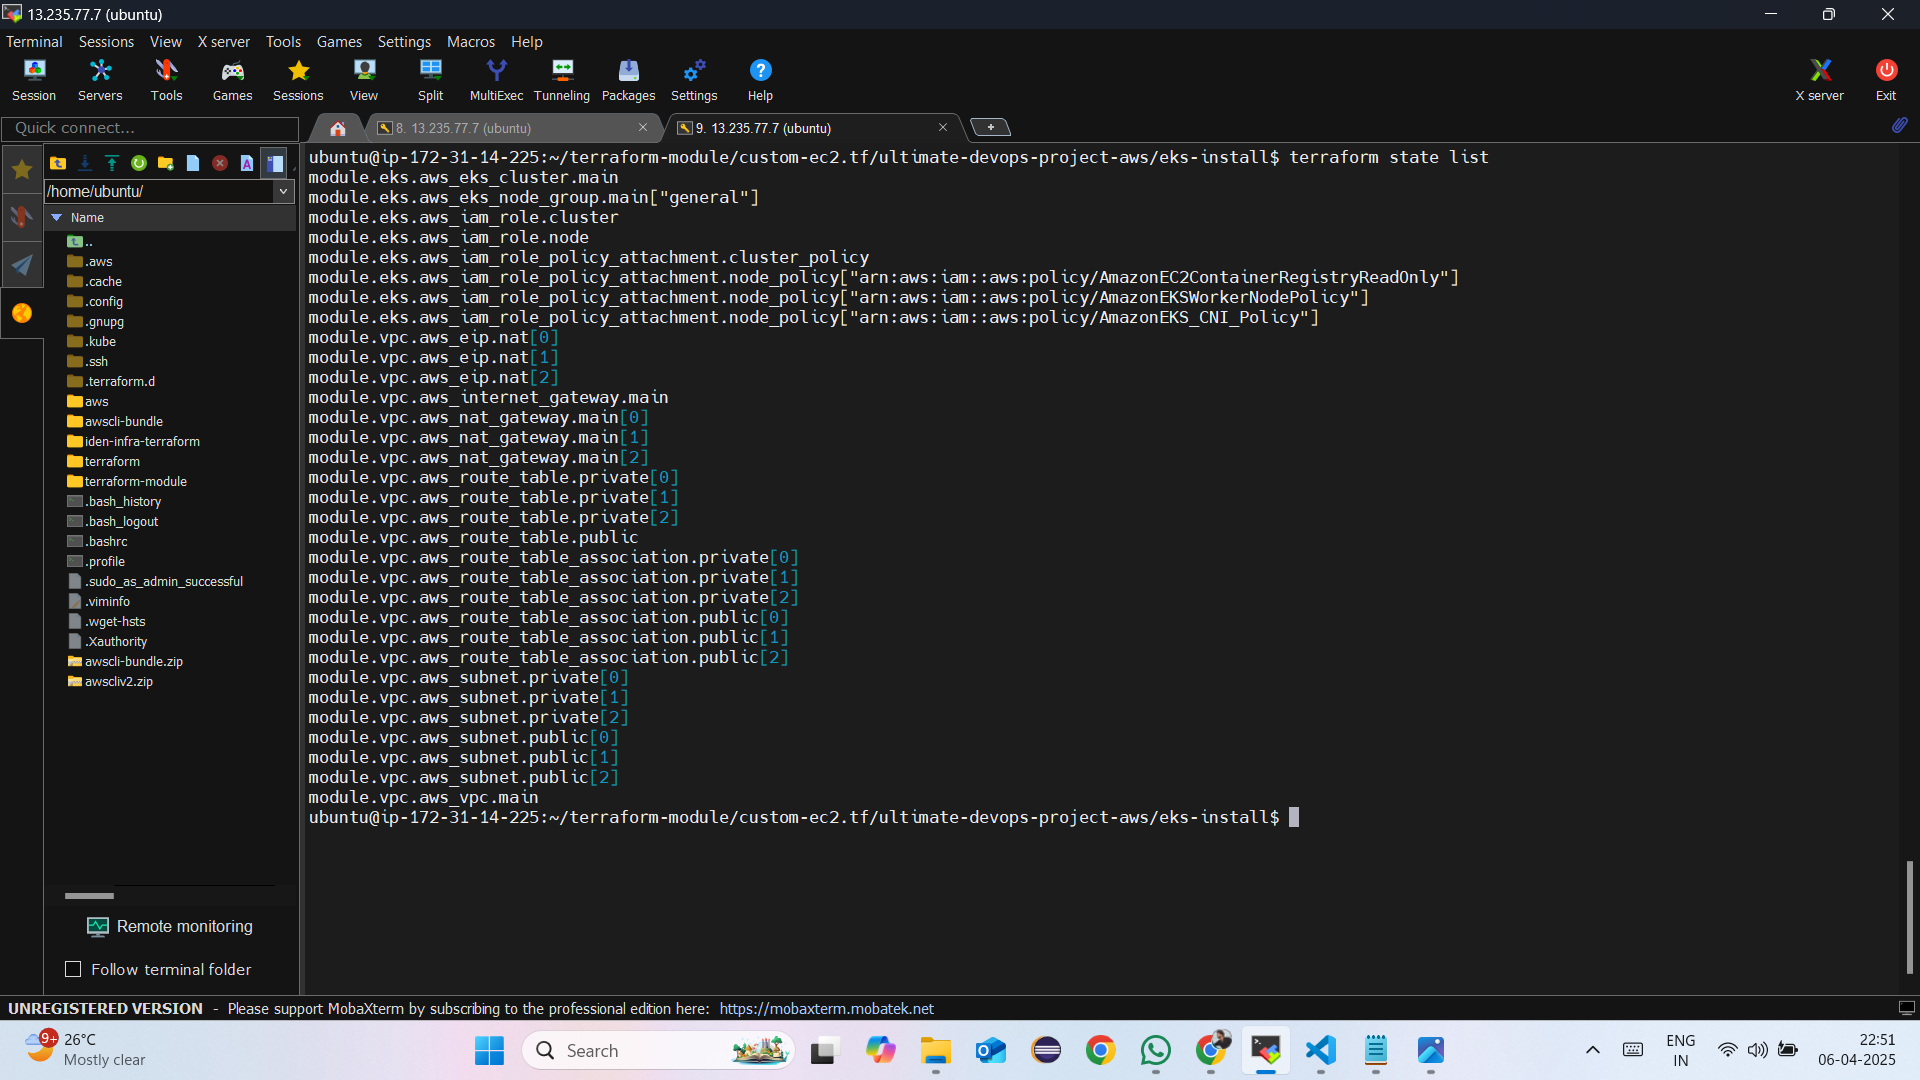 13.235.77.7 (ubuntu)
Terminal Sessions View X server Tools Games Settings Macros Help
Session Servers Tools Games Sessions View Split MultiExec Tunneling Packages Settings Help X server Exit
Quick connect...
8. 13.235.77.7 (ubuntu)
9. 13.235.77.7 (ubuntu)
/home/ubuntu/
Name
..
.aws
.cache
.config
.gnupg
.kube
.ssh
.terraform.d
aws
awscli-bundle
iden-infra-terraform
terraform
terraform-module
.bash_history
.bash_logout
.bashrc
.profile
.sudo_as_admin_successful
.viminfo
.wget-hsts
.Xauthority
awscli-bundle.zip
awscliv2.zip
Remote monitoring
Follow terminal folder
ubuntu@ip-172-31-14-225:~/terraform-module/custom-ec2.tf/ultimate-devops-project-aws/eks-install$ terraform state list
module.eks.aws_eks_cluster.main
module.eks.aws_eks_node_group.main["general"]
module.eks.aws_iam_role.cluster
module.eks.aws_iam_role.node
module.eks.aws_iam_role_policy_attachment.cluster_policy
module.eks.aws_iam_role_policy_attachment.node_policy["arn:aws:iam::aws:policy/AmazonEC2ContainerRegistryReadOnly"]
module.eks.aws_iam_role_policy_attachment.node_policy["arn:aws:iam::aws:policy/AmazonEKSWorkerNodePolicy"]
module.eks.aws_iam_role_policy_attachment.node_policy["arn:aws:iam::aws:policy/AmazonEKS_CNI_Policy"]
module.vpc.aws_eip.nat[0]
module.vpc.aws_eip.nat[1]
module.vpc.aws_eip.nat[2]
module.vpc.aws_internet_gateway.main
module.vpc.aws_nat_gateway.main[0]
module.vpc.aws_nat_gateway.main[1]
module.vpc.aws_nat_gateway.main[2]
module.vpc.aws_route_table.private[0]
module.vpc.aws_route_table.private[1]
module.vpc.aws_route_table.private[2]
module.vpc.aws_route_table.public
module.vpc.aws_route_table_association.private[0]
module.vpc.aws_route_table_association.private[1]
module.vpc.aws_route_table_association.private[2]
module.vpc.aws_route_table_association.public[0]
module.vpc.aws_route_table_association.public[1]
module.vpc.aws_route_table_association.public[2]
module.vpc.aws_subnet.private[0]
module.vpc.aws_subnet.private[1]
module.vpc.aws_subnet.private[2]
module.vpc.aws_subnet.public[0]
module.vpc.aws_subnet.public[1]
module.vpc.aws_subnet.public[2]
module.vpc.aws_vpc.main
ubuntu@ip-172-31-14-225:~/terraform-module/custom-ec2.tf/ultimate-devops-project-aws/eks-install$
UNREGISTERED VERSION - Please support MobaXterm by subscribing to the professional edition here: https://mobaxterm.mobatek.net
9+
26°C
Mostly clear
Search
ENG
IN
22:51
06-04-2025